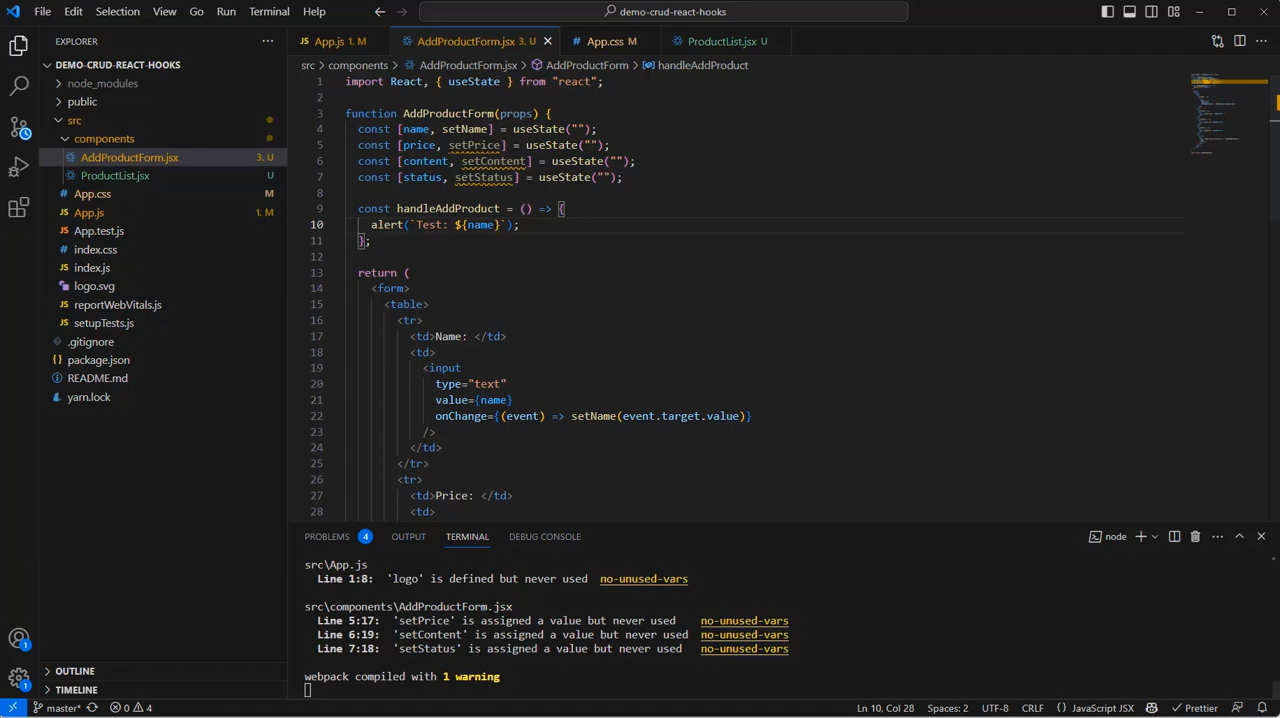 File Edit Selection View Go Run Terminal Help
demo-crud-react-hooks
EXPLORER
DEMO-CRUD-REACT-HOOKS
node_modules
public
src
components
AddProductForm.jsx 3, U
ProductList.jsx U
App.css M
JS App.js 1, M
JS App.test.js
index.css
JS index.js
logo.svg
JS reportWebVitals.js
JS setupTests.js
.gitignore
{} package.json
README.md
yarn.lock
OUTLINE
TIMELINE
JS App.js 1, M
AddProductForm.jsx 3, U
App.css M
ProductList.jsx U
src > components > AddProductForm.jsx > AddProductForm > handleAddProduct
1 import React, { useState } from "react";
2
3 function AddProductForm(props) {
4 const [name, setName] = useState("");
5 const [price, setPrice] = useState("");
6 const [content, setContent] = useState("");
7 const [status, setStatus] = useState("");
8
9 const handleAddProduct = () => {
10 alert(`Test: ${name}`);
11 };
12
13 return (
14 <form>
15 <table>
16 <tr>
17 <td>Name: </td>
18 <td>
19 <input
20 type="text"
21 value={name}
22 onChange={(event) => setName(event.target.value)}
23 />
24 </td>
25 </tr>
26 <tr>
27 <td>Price: </td>
28 <td>
PROBLEMS 4 OUTPUT TERMINAL DEBUG CONSOLE
node
src\App.js
Line 1:8: 'logo' is defined but never used no-unused-vars
src\components\AddProductForm.jsx
Line 5:17: 'setPrice' is assigned a value but never used no-unused-vars
Line 6:19: 'setContent' is assigned a value but never used no-unused-vars
Line 7:18: 'setStatus' is assigned a value but never used no-unused-vars
webpack compiled with 1 warning
1
1
master* 0 4
Ln 10, Col 28 Spaces: 2 UTF-8 CRLF {} JavaScript JSX Prettier